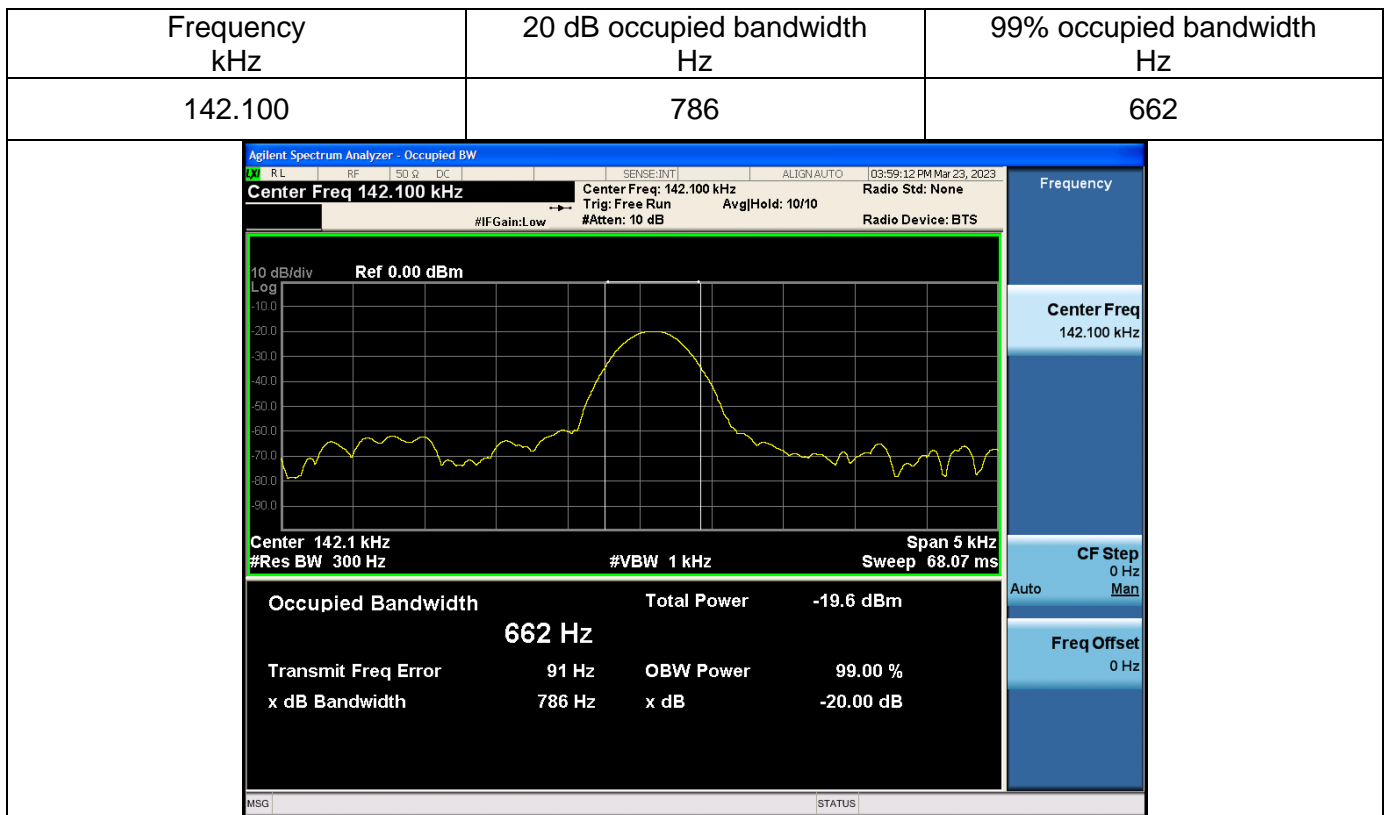 Frequency 20 dB occupied bandwidth 99% occupied bandwidth
kHz Hz Hz
142.100 786 662
Agilent Spectrum Analyzer - Occupied BW
LXI RL RF 50 Ω DC SENSE:INT ALIGN AUTO 03:59:12 PM Mar 23, 2023
Center Freq 142.100 kHz Center Freq: 142.100 kHz Radio Std: None
Trig: Free Run Avg|Hold: 10/10
#IFGain:Low #Atten: 10 dB Radio Device: BTS
10 dB/div Ref 0.00 dBm
Log
-10.0
-20.0
-30.0
-40.0
-50.0
-60.0
-70.0
-80.0
-90.0
Center 142.1 kHz Span 5 kHz
#Res BW 300 Hz #VBW 1 kHz Sweep 68.07 ms
Occupied Bandwidth Total Power -19.6 dBm
662 Hz
Transmit Freq Error 91 Hz OBW Power 99.00 %
x dB Bandwidth 786 Hz x dB -20.00 dB
Frequency
Center Freq
142.100 kHz
CF Step
0 Hz
Auto Man
Freq Offset
0 Hz
MSG STATUS